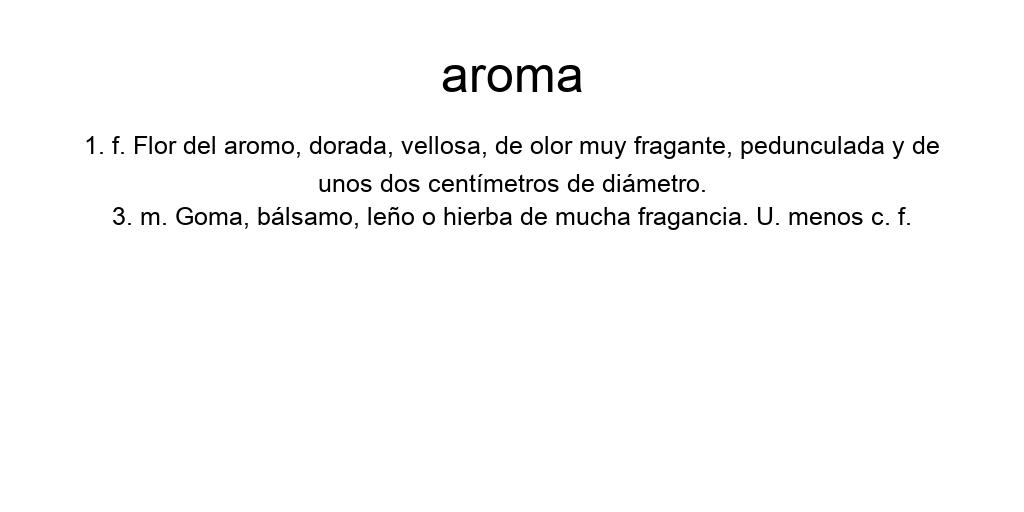 aroma
1. f. Flor del aromo, dorada, vellosa, de olor muy fragante, pedunculada y de
unos dos centímetros de diámetro.
3. m. Goma, bálsamo, leño o hierba de mucha fragancia. U. menos c. f.